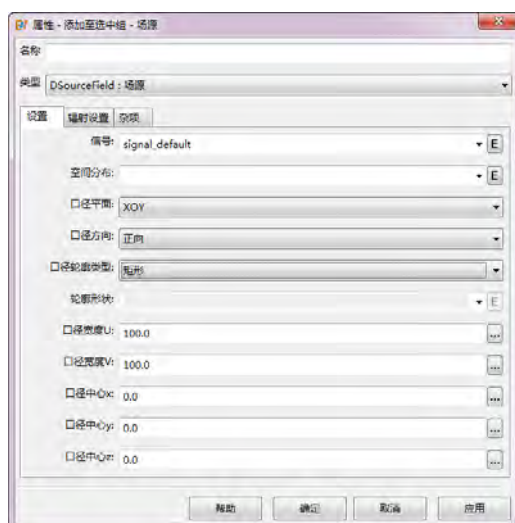 属性 - 添加至选中组 - 场源
名称
类型 DSourceField : 场源
设置 辐射设置 杂项
信号: signal_default E
空间分布: E
口径平面: XOY
口径方向: 正向
口径轮廓类型: 矩形
轮廓形状: E
口径宽度U: 100.0 ...
口径宽度V: 100.0 ...
口径中心x: 0.0 ...
口径中心y: 0.0 ...
口径中心z: 0.0 ...
帮助 确定 取消 应用